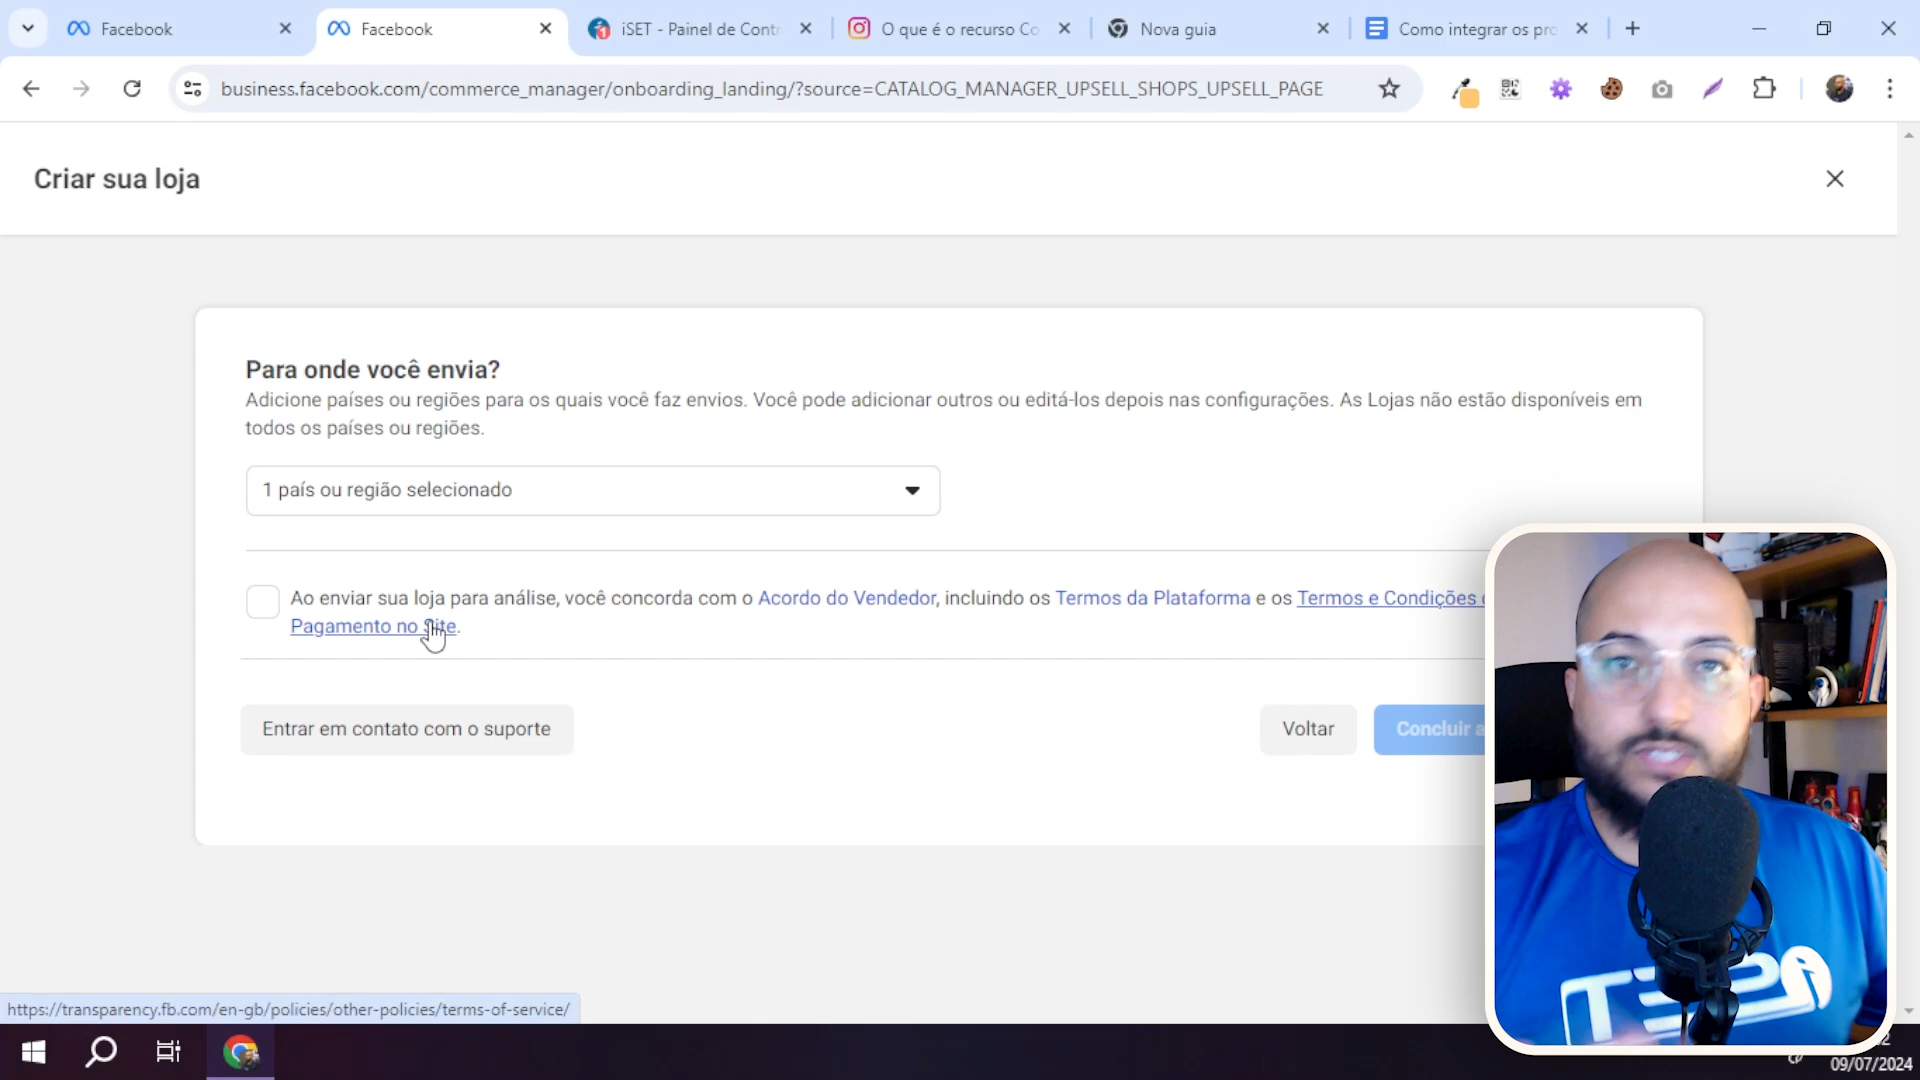 Facebook
Facebook
iSET - Painel de Contr
O que é o recurso Co
Nova guia
Como integrar os pro
business.facebook.com/commerce_manager/onboarding_landing/?source=CATALOG_MANAGER_UPSELL_SHOPS_UPSELL_PAGE
Criar sua loja
Para onde você envia?
Adicione países ou regiões para os quais você faz envios. Você pode adicionar outros ou editá-los depois nas configurações. As Lojas não estão disponíveis em
todos os países ou regiões.
1 país ou região selecionado
Ao enviar sua loja para análise, você concorda com o Acordo do Vendedor, incluindo os Termos da Plataforma e os Termos e Condições
Pagamento no Site.
Entrar em contato com o suporte
Voltar
Concluir a
https://transparency.fb.com/en-gb/policies/other-policies/terms-of-service/
09/07/2024